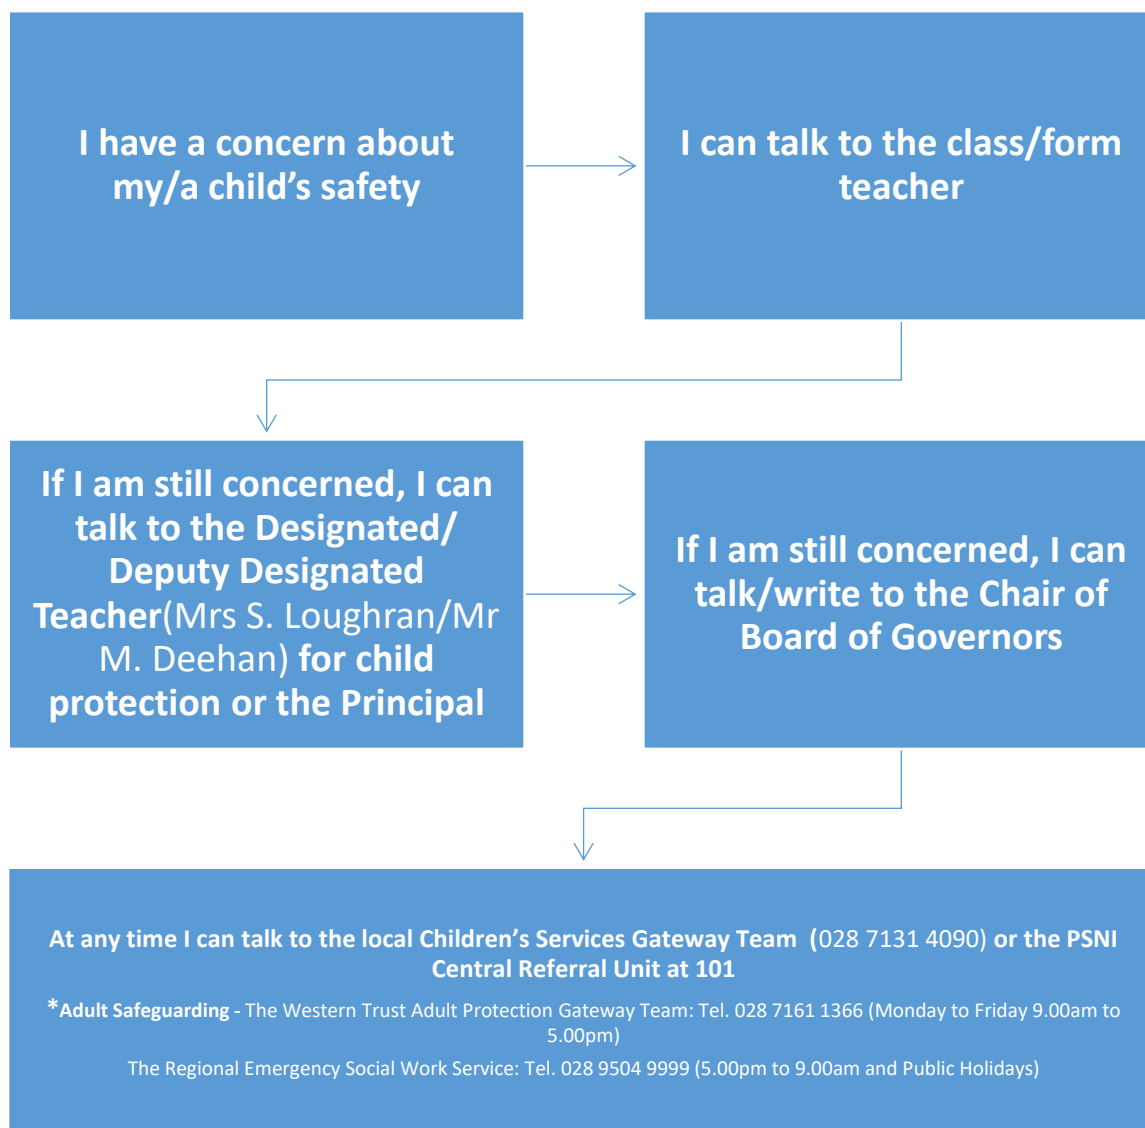 I have a concern about
my/a child’s safety
I can talk to the class/form
teacher
If I am still concerned, I can
talk to the Designated/
Deputy Designated
Teacher(Mrs S. Loughran/Mr
M. Deehan) for child
protection or the Principal
If I am still concerned, I can
talk/write to the Chair of
Board of Governors
At any time I can talk to the local Children’s Services Gateway Team (028 7131 4090) or the PSNI
Central Referral Unit at 101
*Adult Safeguarding - The Western Trust Adult Protection Gateway Team: Tel. 028 7161 1366 (Monday to Friday 9.00am to
5.00pm)
The Regional Emergency Social Work Service: Tel. 028 9504 9999 (5.00pm to 9.00am and Public Holidays)